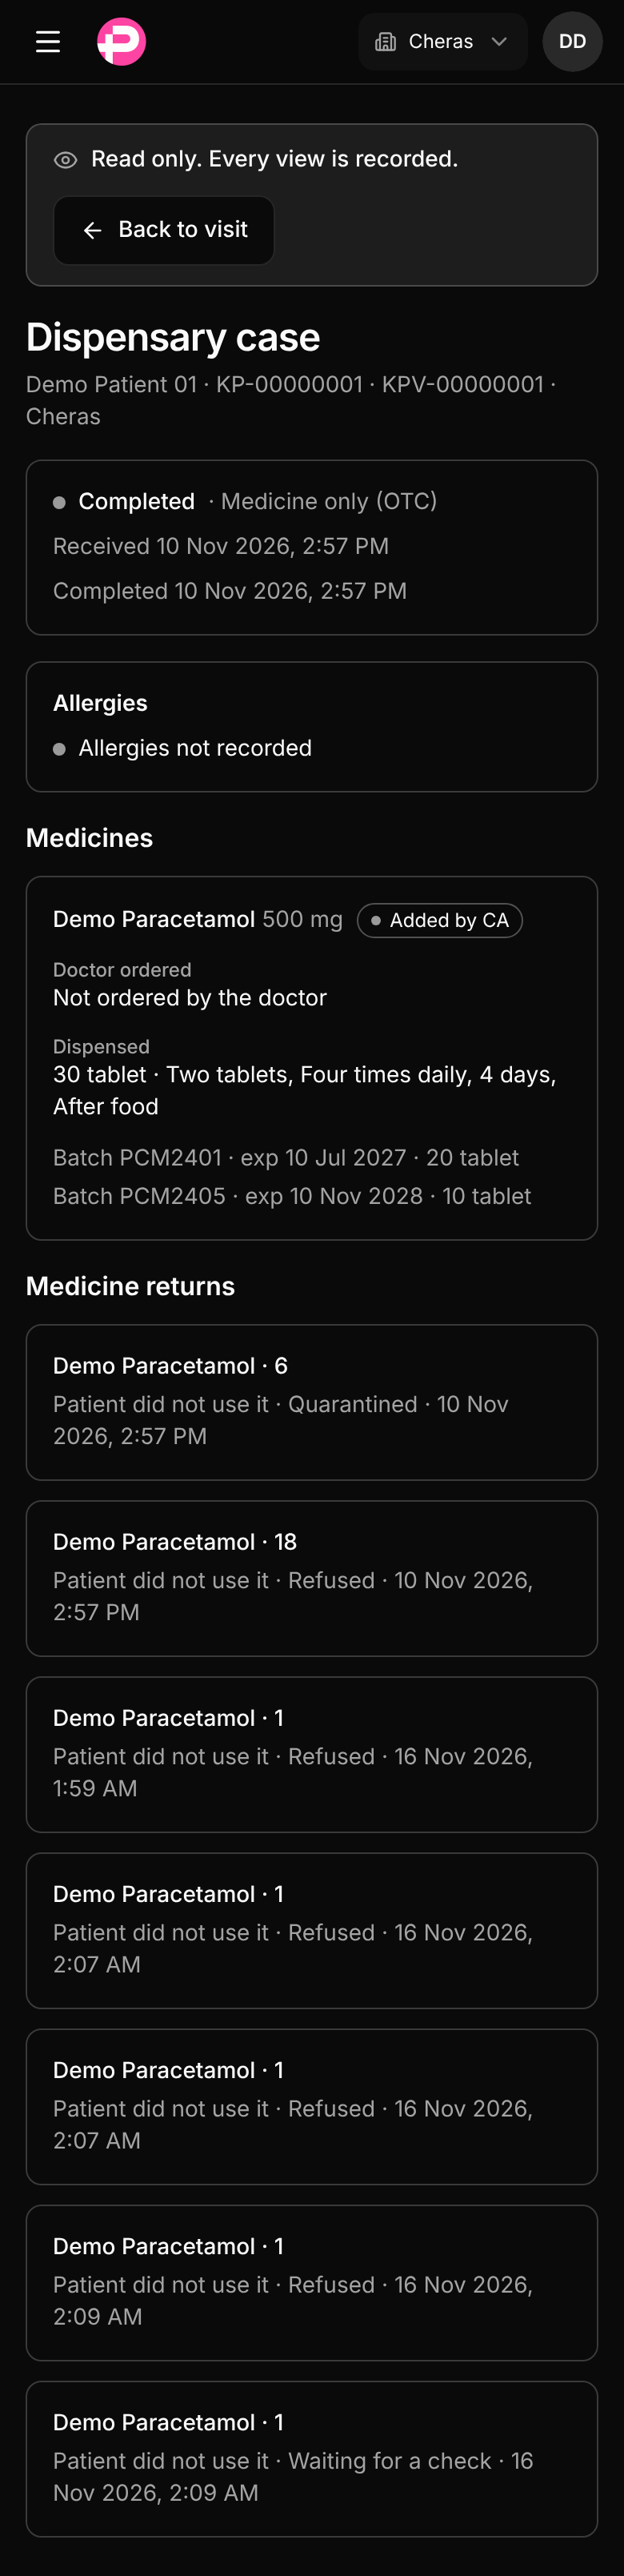 Cheras
DD
Read only. Every view is recorded.
Back to visit
Dispensary case
Demo Patient 01 · KP-00000001 · KPV-00000001 ·
Cheras
Completed · Medicine only (OTC)
Received 10 Nov 2026, 2:57 PM
Completed 10 Nov 2026, 2:57 PM
Allergies
Allergies not recorded
Medicines
Demo Paracetamol 500 mg Added by CA
Doctor ordered
Not ordered by the doctor
Dispensed
30 tablet · Two tablets, Four times daily, 4 days,
After food
Batch PCM2401 · exp 10 Jul 2027 · 20 tablet
Batch PCM2405 · exp 10 Nov 2028 · 10 tablet
Medicine returns
Demo Paracetamol · 6
Patient did not use it · Quarantined · 10 Nov
2026, 2:57 PM
Demo Paracetamol · 18
Patient did not use it · Refused · 10 Nov 2026,
2:57 PM
Demo Paracetamol · 1
Patient did not use it · Refused · 16 Nov 2026,
1:59 AM
Demo Paracetamol · 1
Patient did not use it · Refused · 16 Nov 2026,
2:07 AM
Demo Paracetamol · 1
Patient did not use it · Refused · 16 Nov 2026,
2:07 AM
Demo Paracetamol · 1
Patient did not use it · Refused · 16 Nov 2026,
2:09 AM
Demo Paracetamol · 1
Patient did not use it · Waiting for a check · 16
Nov 2026, 2:09 AM